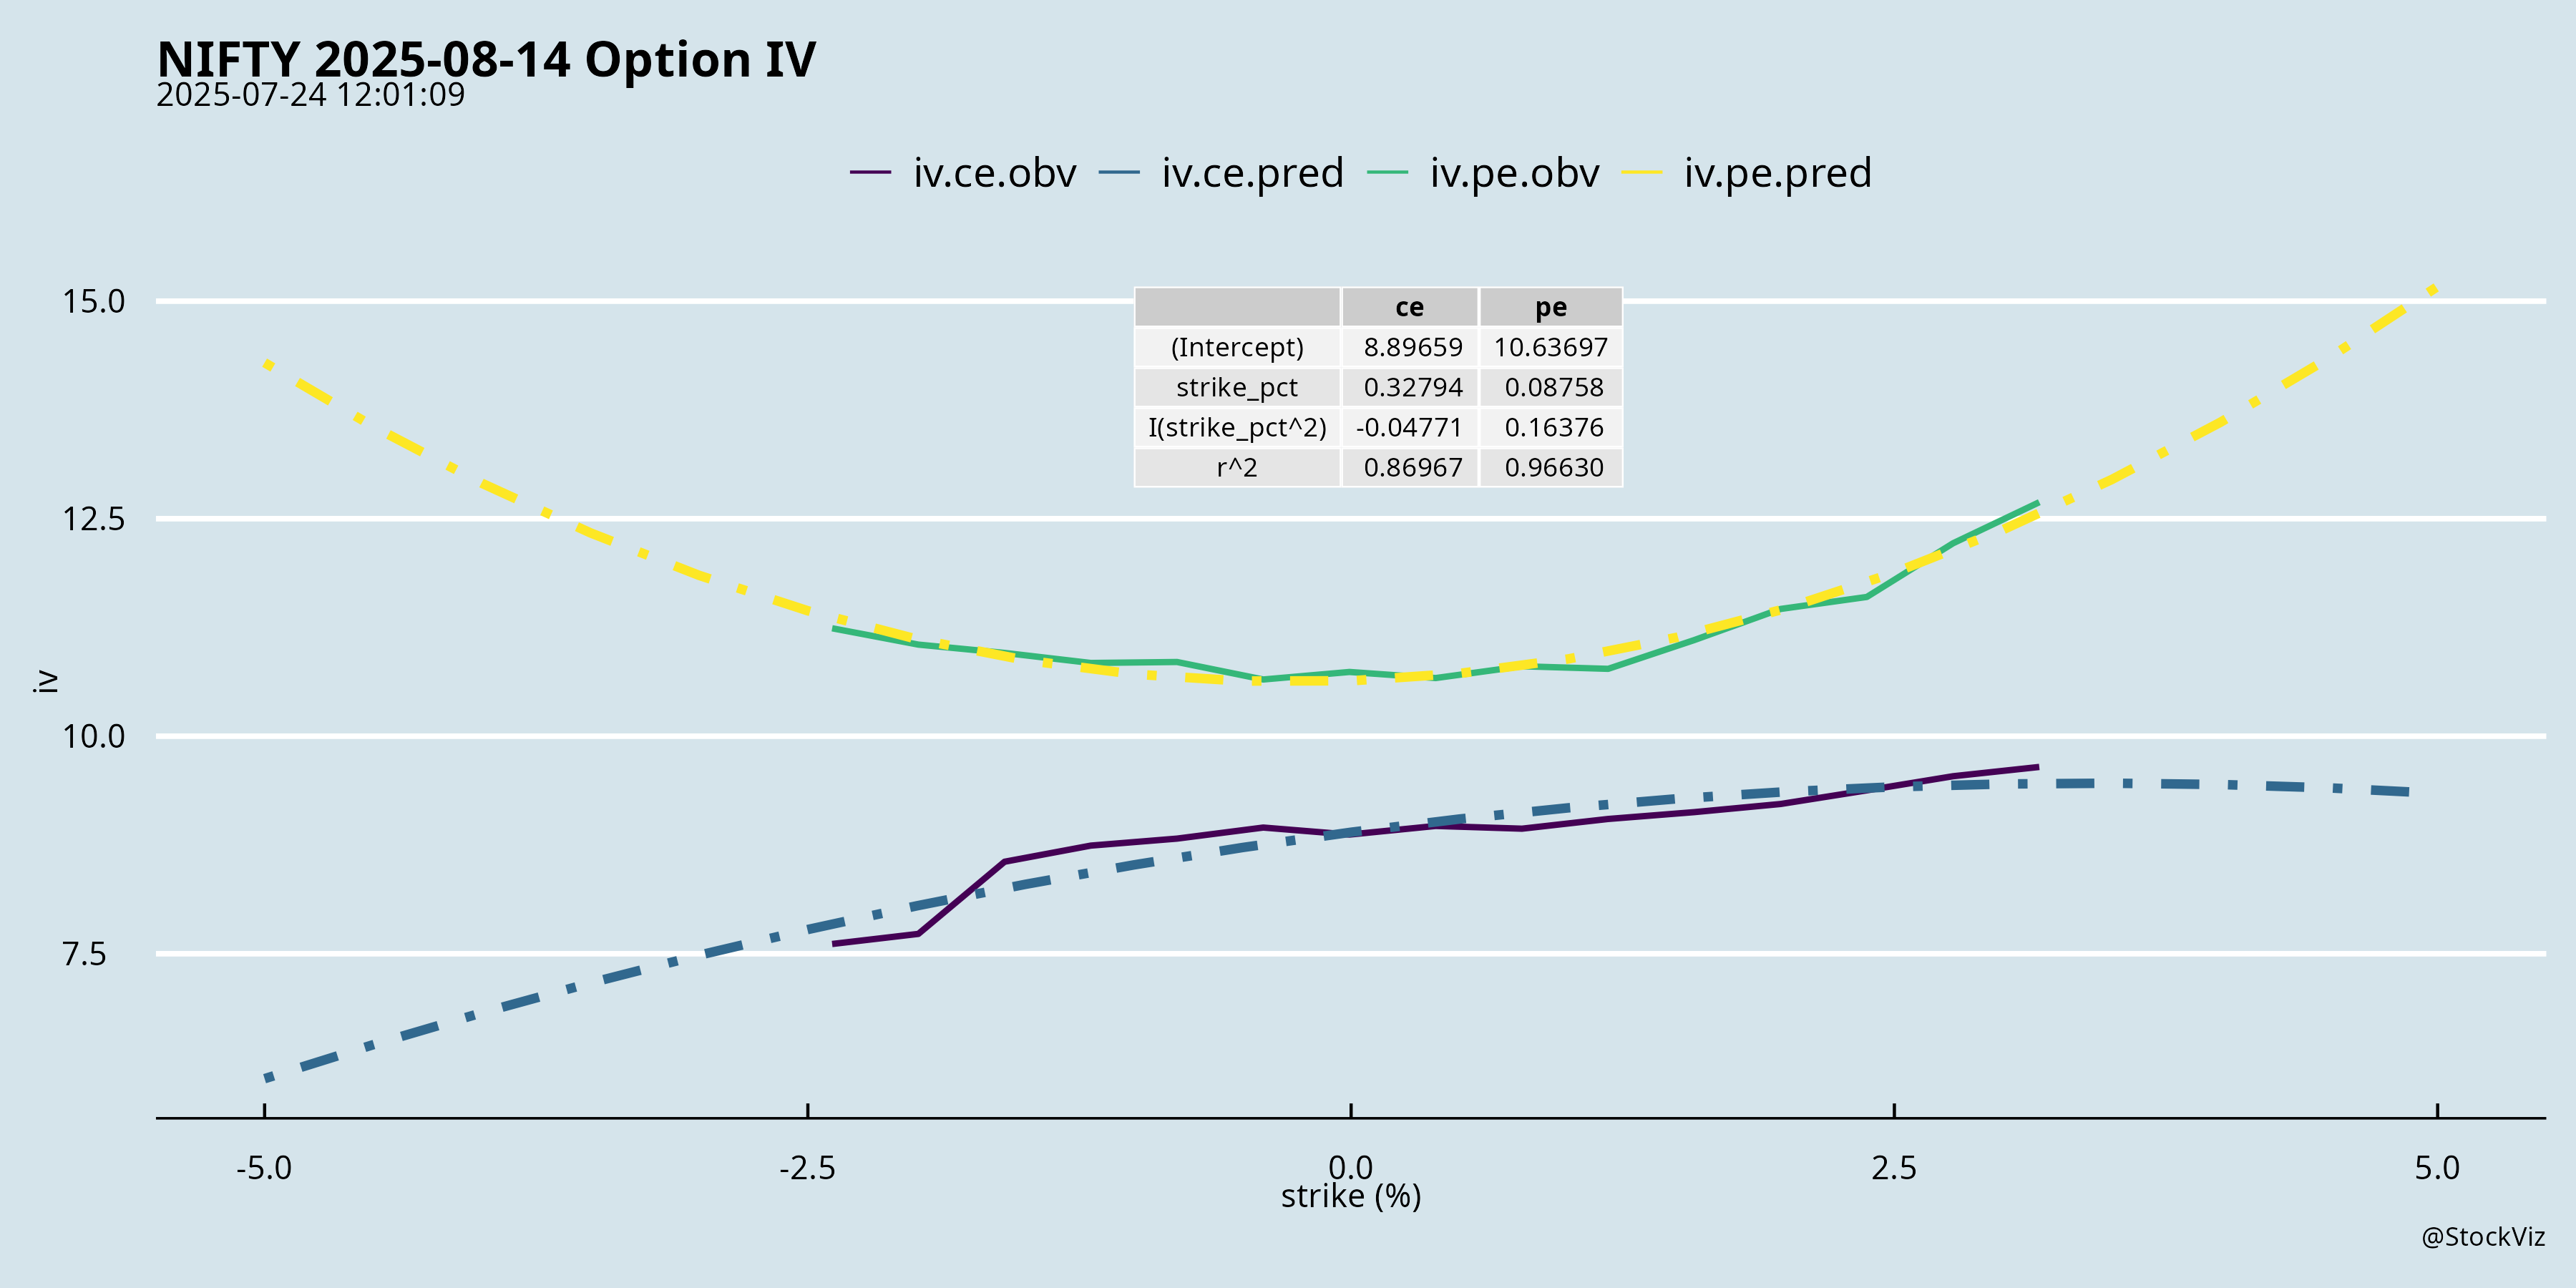 NIFTY 2025-08-14 Option IV
2025-07-24 12:01:09
iv.ce.obv iv.ce.pred iv.pe.obv iv.pe.pred
ce pe
(Intercept) 8.89659 10.63697
strike_pct 0.32794 0.08758
I(strike_pct^2) -0.04771 0.16376
r^2 0.86967 0.96630
15.0
12.5
10.0
7.5
iv
-5.0 -2.5 0.0 2.5 5.0
strike (%)
@StockViz